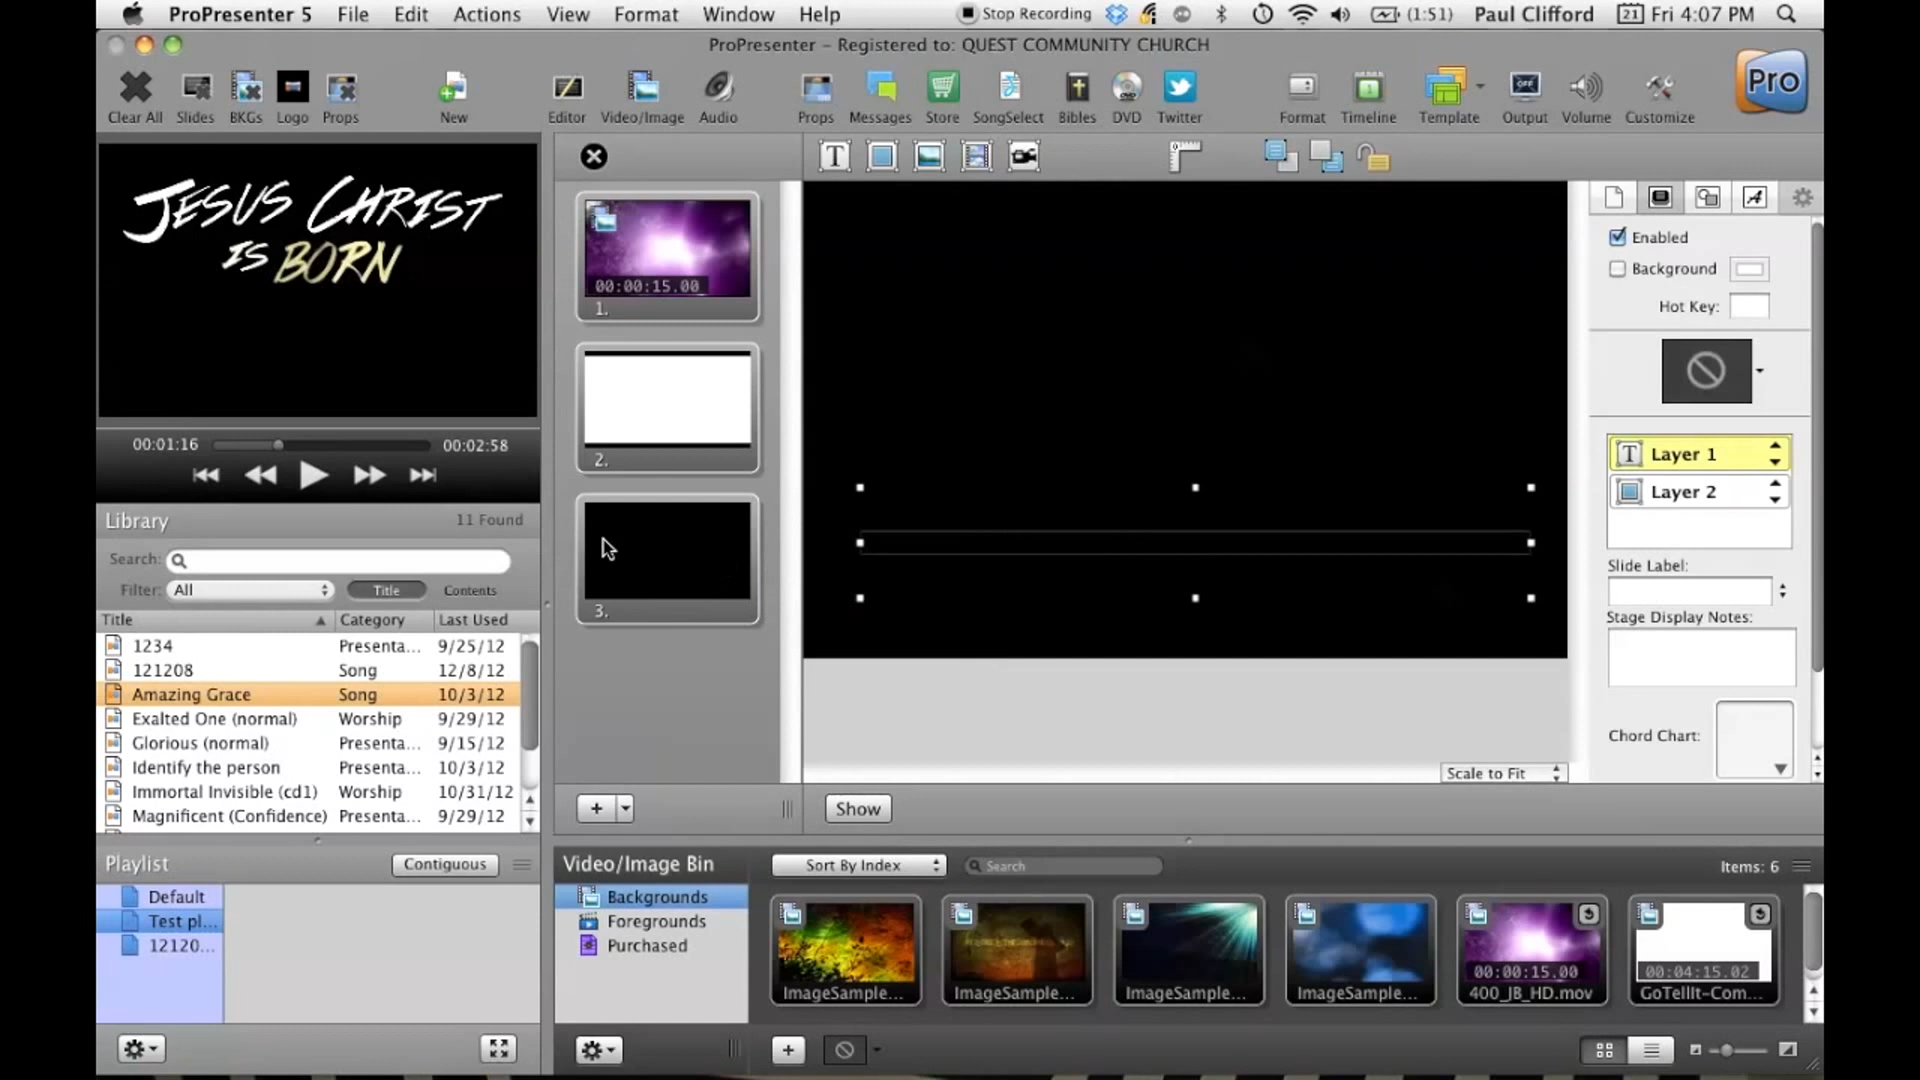 ProPresenter 5 File Edit Actions View Format Window Help Stop Recording (1:51) Paul Clifford 21 Fri 4:07 PM
ProPresenter – Registered to: QUEST COMMUNITY CHURCH
Clear All Slides BKGs Logo Props New Editor Video/Image Audio Props Messages Store SongSelect Bibles DVD Twitter Format Timeline Template Output Volume Customize
Pro
OFF
JESUS CHRIST
IS BORN
00:01:16 00:02:58
Library 11 Found
Search:
Filter: All Title Contents
Title Category Last Used
1234 Presenta... 9/25/12
121208 Song 12/8/12
Amazing Grace Song 10/3/12
Exalted One (normal) Worship 9/29/12
Glorious (normal) Presenta... 9/15/12
Identify the person Presenta... 10/3/12
Immortal Invisible (cd1) Worship 10/31/12
Magnificent (Confidence) Presenta... 9/29/12
Playlist Contiguous
Default
Test pl...
12120...
00:00:15.00
1.
2.
3.
Show
Scale to Fit
Enabled
Background
Hot Key:
T Layer 1
Layer 2
Slide Label:
Stage Display Notes:
Chord Chart:
Video/Image Bin Sort By Index Search Items: 6
Backgrounds
Foregrounds
Purchased
ImageSample...
ImageSample...
ImageSample...
ImageSample...
00:00:15.00
400_JB_HD.mov
00:04:15.02
GoTellIt-Com...